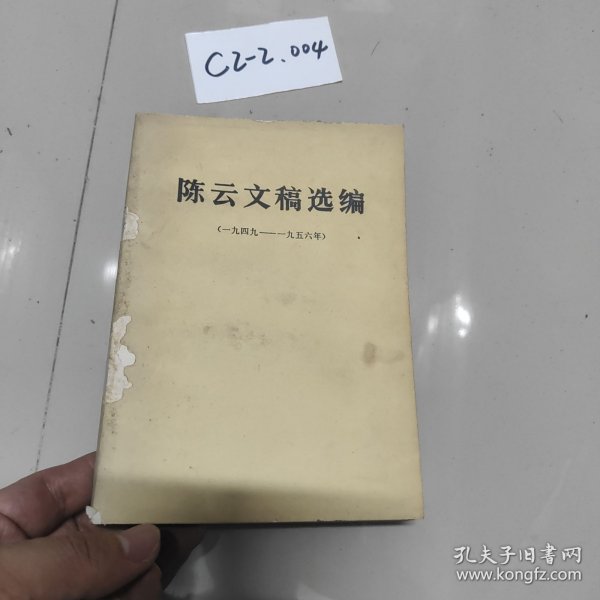 C2-2.004
陈云文稿选编
(一九四九——一九五六年)
孔夫子旧书网
www.kongfz.com